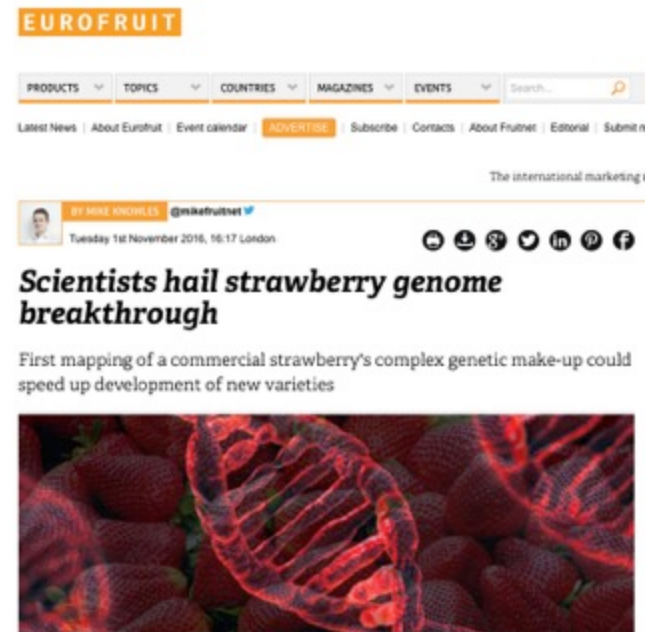 EUROFRUIT
PRODUCTS TOPICS COUNTRIES MAGAZINES EVENTS Search...
Latest News About Eurofruit Event calendar ADVERTISE Subscribe Contacts About Fruitnet Editorial Submit n
The international marketing
BY MIKE KNOWLES @mikefruitnet
Tuesday 1st November 2016, 16:17 London
Scientists hail strawberry genome
breakthrough
First mapping of a commercial strawberry's complex genetic make-up could
speed up development of new varieties